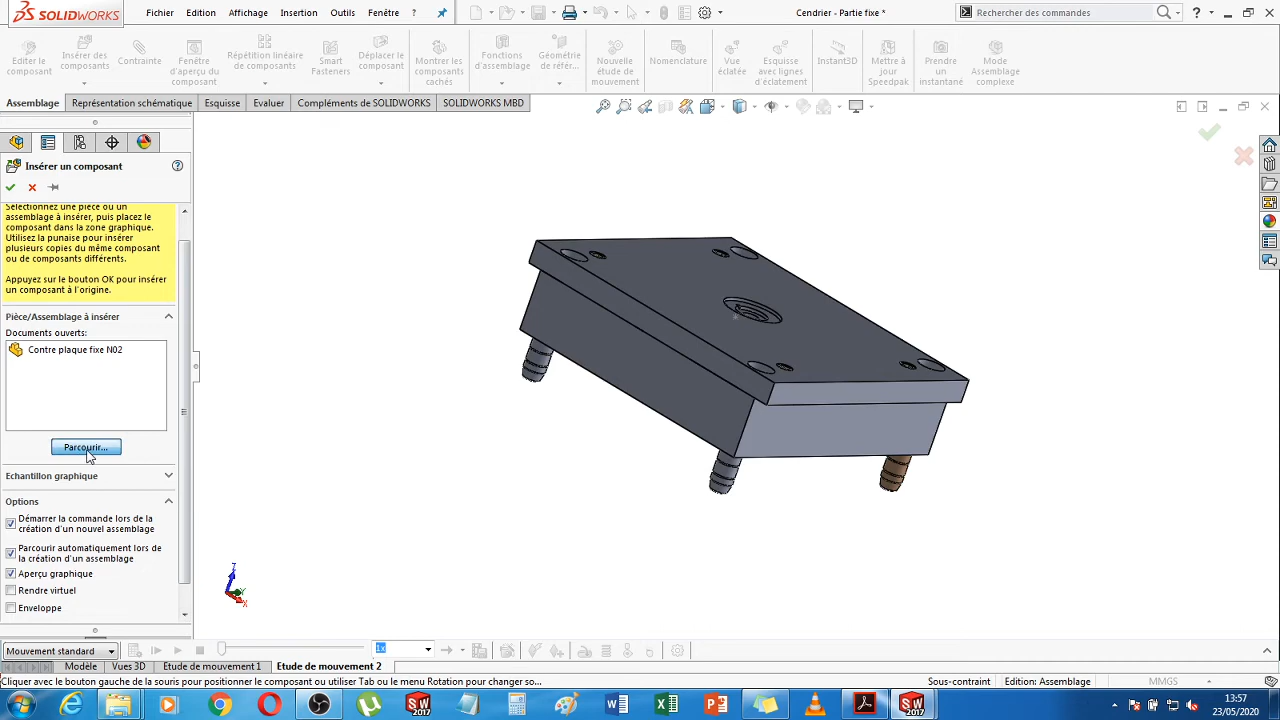 SOLIDWORKS
Fichier Edition Affichage Insertion Outils Fenêtre ?
Cendrier - Partie fixe *
Rechercher des commandes
Editer le composant
Insérer des composants
Contrainte
Fenêtre d'aperçu du composant
Répétition linéaire de composants
Smart Fasteners
Déplacer le composant
Montrer les composants cachés
Fonctions d'assemblage
Géométrie de référ...
Nouvelle étude de mouvement
Nomenclature
Vue éclatée
Esquisse avec lignes d'éclatement
Instant3D
Mettre à jour Speedpak
Prendre un instantané
Mode Assemblage complexe
Assemblage Représentation schématique Esquisse Evaluer Compléments de SOLIDWORKS SOLIDWORKS MBD
Insérer un composant
Sélectionnez une pièce ou un
assemblage à insérer, puis placez le
composant dans la zone graphique.
Utilisez la punaise pour insérer
plusieurs copies du même composant
ou de composants différents.
Appuyez sur le bouton OK pour insérer
un composant à l'origine.
Pièce/Assemblage à insérer
Documents ouverts:
Contre plaque fixe N02
Parcourir...
Echantillon graphique
Options
Démarrer la commande lors de la
création d'un nouvel assemblage
Parcourir automatiquement lors de
la création d'un assemblage
Aperçu graphique
Rendre virtuel
Enveloppe
Z
Y
X
Mouvement standard
1x
Modèle Vues 3D Etude de mouvement 1 Etude de mouvement 2
Cliquer avec le bouton gauche de la souris pour positionner le composant ou utiliser Tab ou le menu Rotation pour changer so...
Sous-contraint Edition: Assemblage MMGS
SW 2017
SW 2017
13:57
23/05/2020